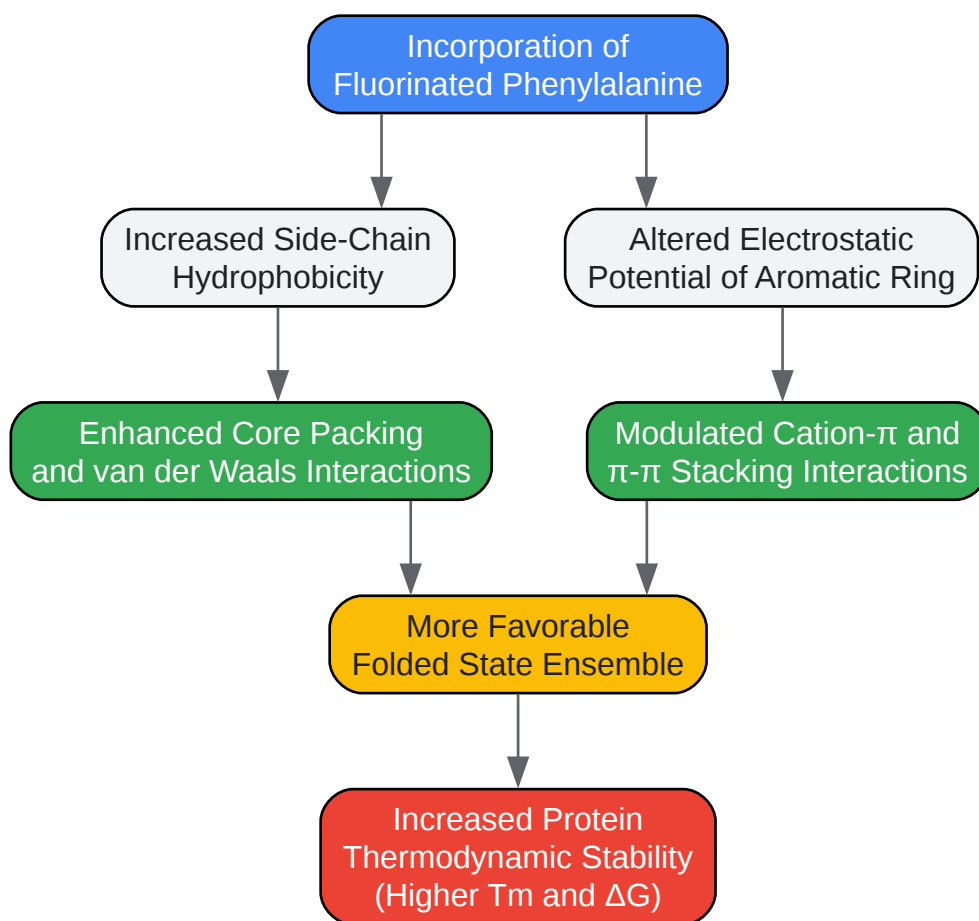 Incorporation of
Fluorinated Phenylalanine
Increased Side-Chain
Hydrophobicity
Altered Electrostatic
Potential of Aromatic Ring
Enhanced Core Packing
and van der Waals Interactions
Modulated Cation-π and
π-π Stacking Interactions
More Favorable
Folded State Ensemble
Increased Protein
Thermodynamic Stability
(Higher Tm and ΔG)